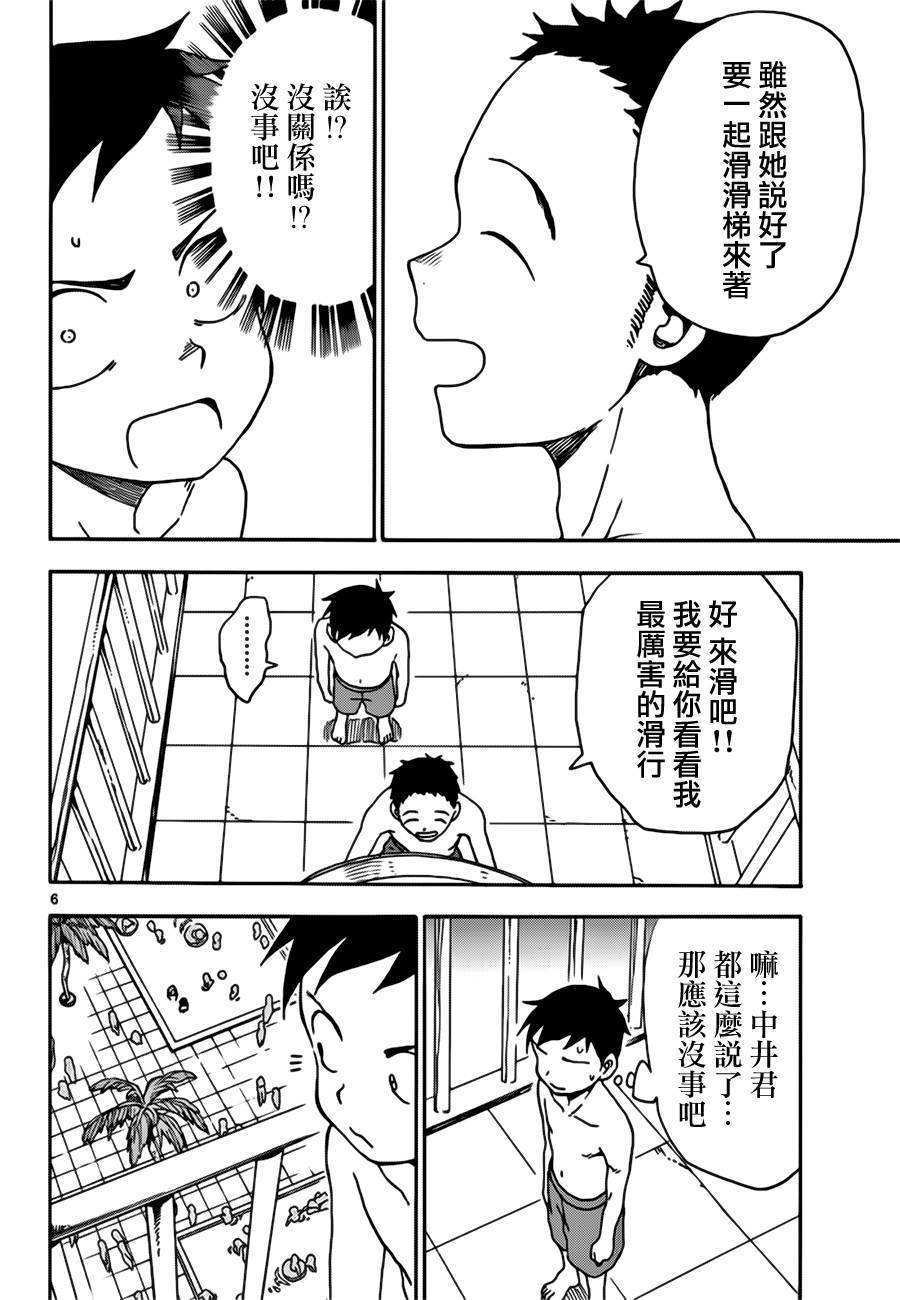 雖然跟她説好了
要一起滑滑梯來著
誒!?
沒關係嗎!?
沒事吧!!
好 來滑吧!!
我要給你看看我
最厲害的滑行
………
6
嘛…中井君
都這麼説了…
那應該沒事吧